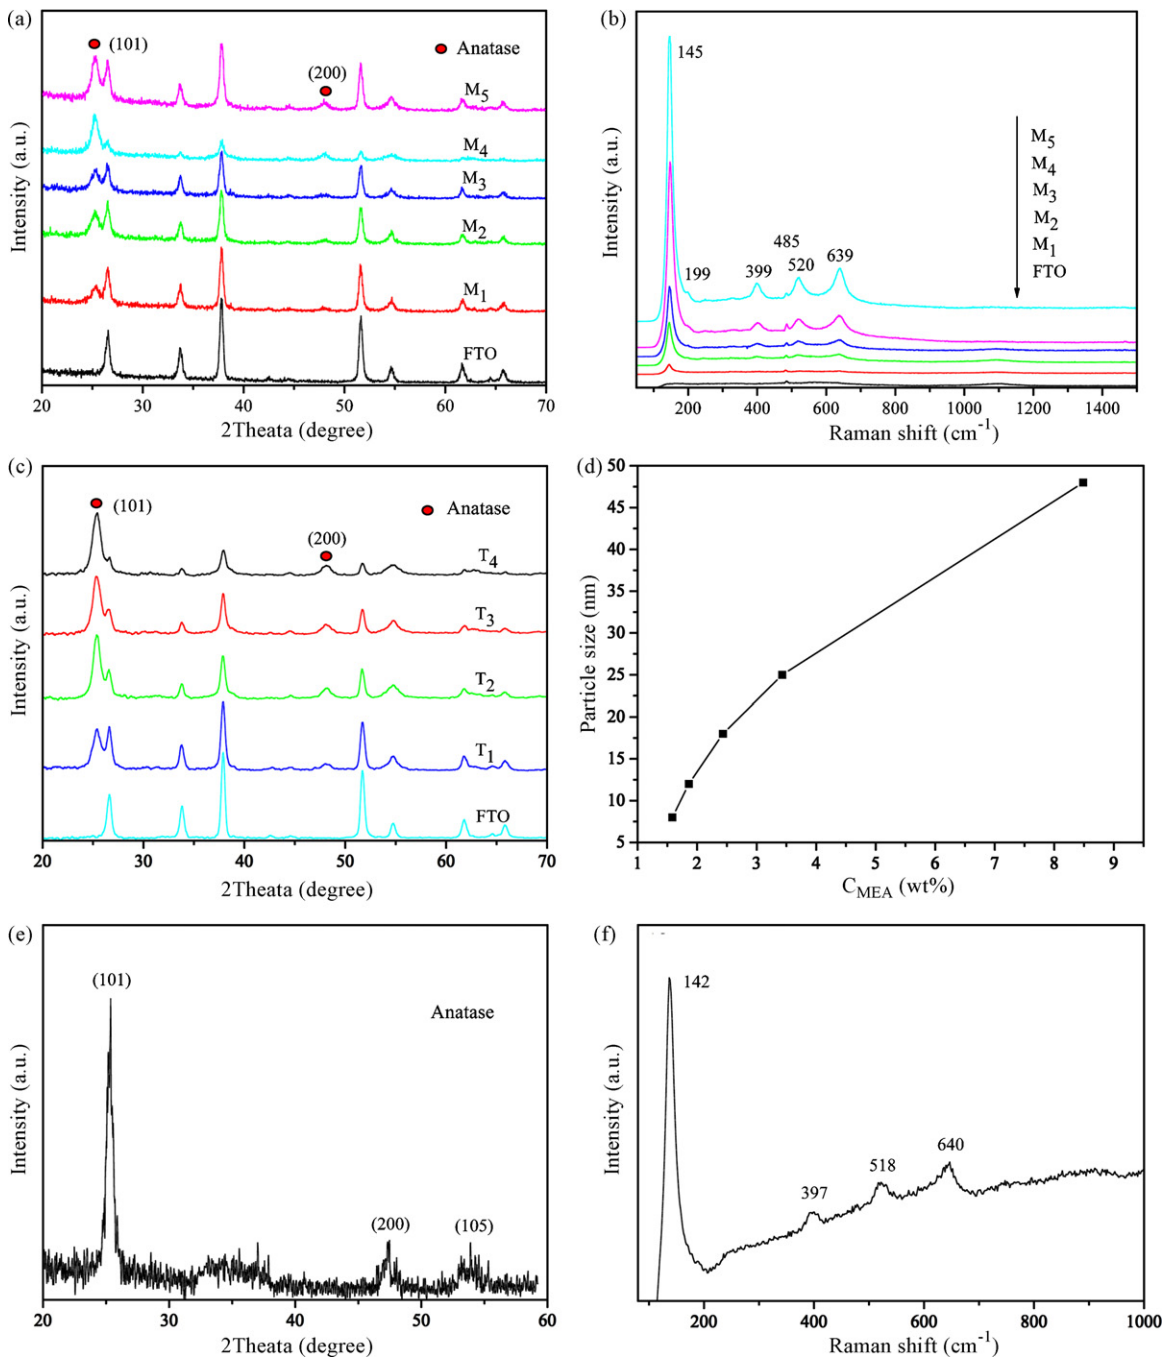 (a)
(101)
Anatase
(200)
M5
M4
M3
M2
M1
FTO
Intensity (a.u.)
20 30 40 50 60 70
2Theata (degree)
(b)
145
199
399
485
520
639
M5
M4
M3
M2
M1
FTO
Intensity (a.u.)
200 400 600 800 1000 1200 1400
Raman shift (cm-1)
(c)
(101)
Anatase
(200)
T4
T3
T2
T1
FTO
Intensity (a.u.)
20 30 40 50 60 70
2Theata (degree)
(d)
50
45
40
35
30
25
20
15
10
5
Particle size (nm)
1 2 3 4 5 6 7 8 9
CMEA (wt%)
(e)
(101)
Anatase
(200)
(105)
Intensity (a.u.)
20 30 40 50 60
2Theata (degree)
(f)
142
397
518
640
Intensity (a.u.)
200 400 600 800 1000
Raman shift (cm-1)